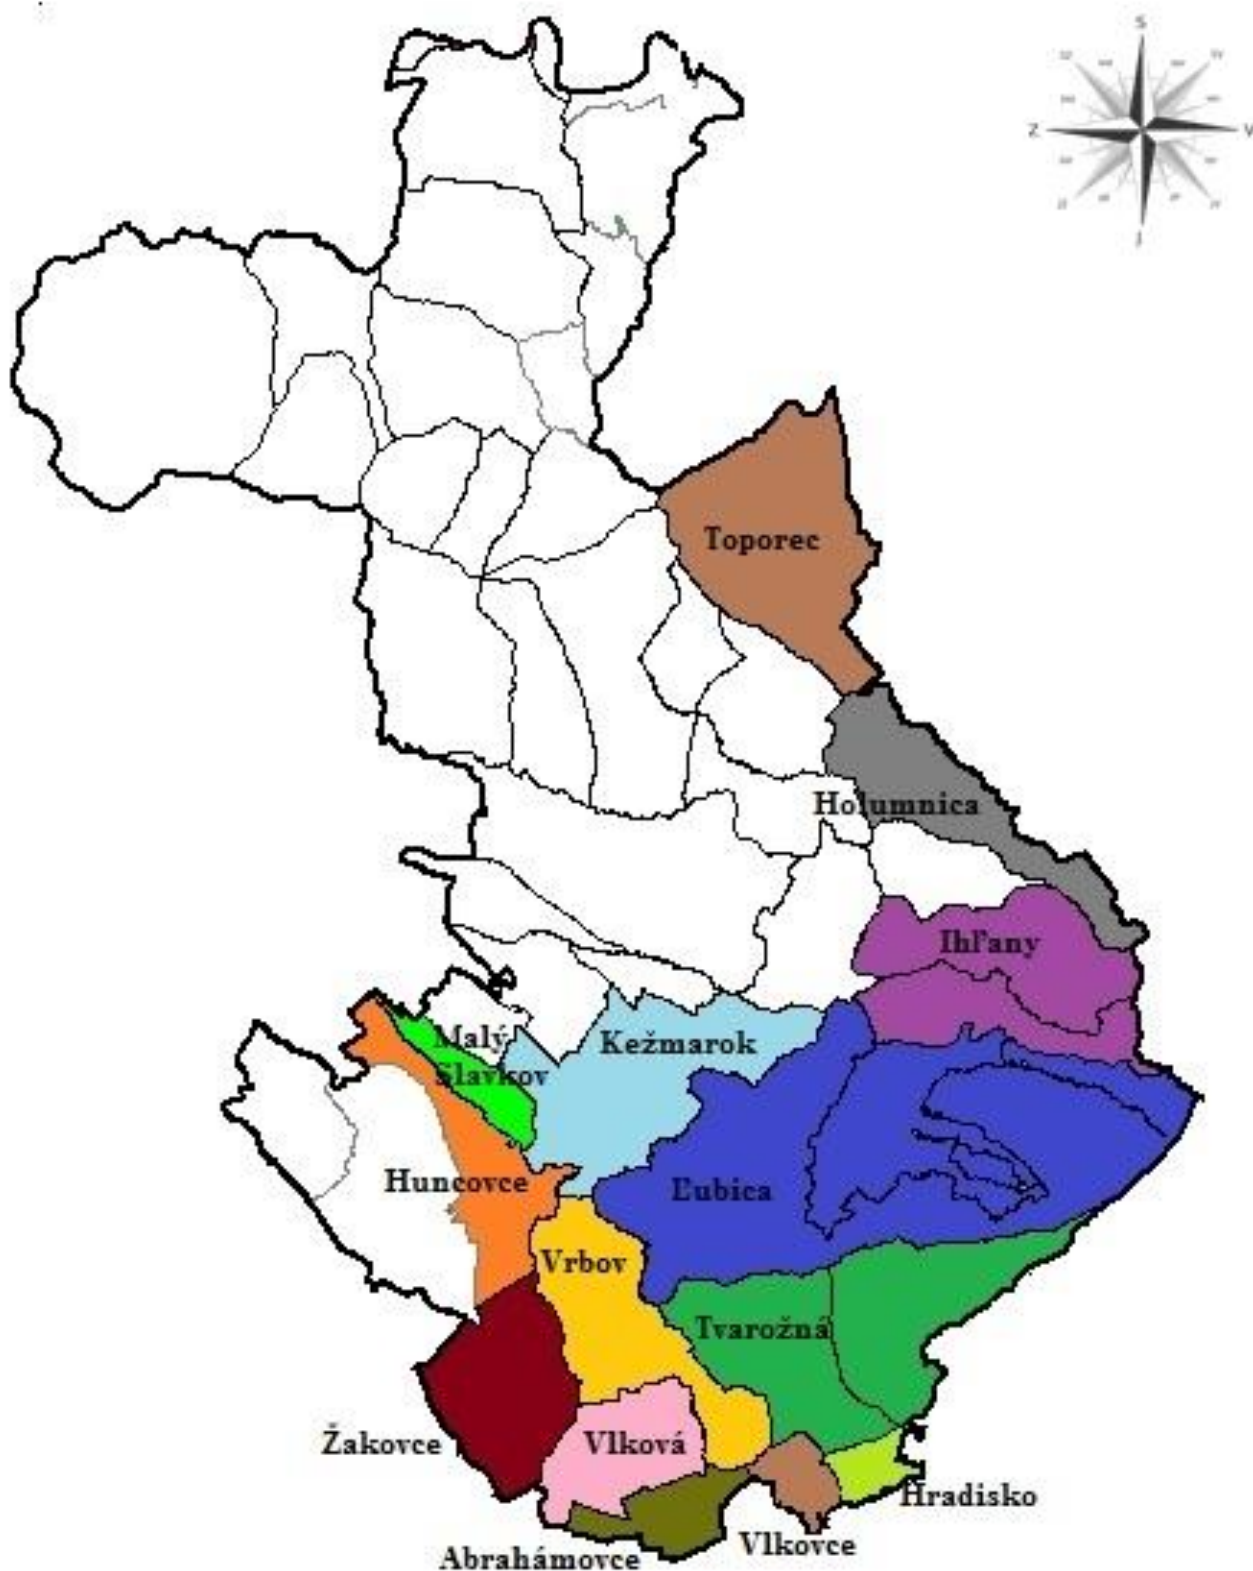 S
Z
V
J
Toporec
Holumnica
Ihľany
Malý
Slavkov
Kežmarok
Huncovce
Ľubica
Vrbov
Tvarožná
Žakovce
Vlková
Hradisko
Vlkovce
Abrahámovce